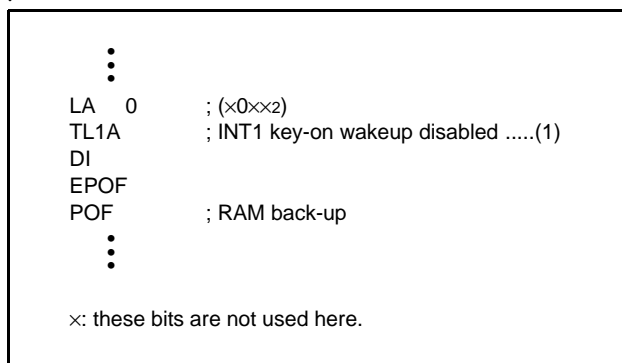 LA 0 ; (×0××2)
TL1A ; INT1 key-on wakeup disabled .....(1)
DI
EPOF
POF ; RAM back-up
×: these bits are not used here.